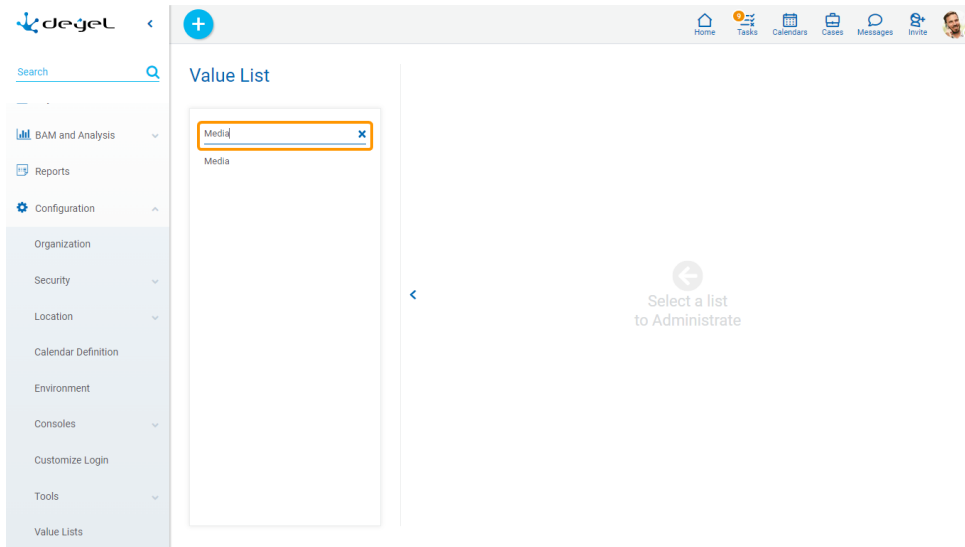 deyel
Home
9
Tasks
Calendars
Cases
Messages
Invite
Search
BAM and Analysis
Reports
Configuration
Organization
Security
Location
Calendar Definition
Environment
Consoles
Customize Login
Tools
Value Lists
Value List
Media
Media
Select a list
to Administrate